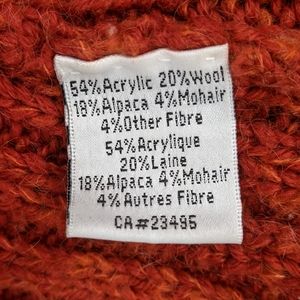 54%Acrylic 20%Wool
18%Alpaca 4%Mohair
4%Other Fibre
54%Acrylique
20%Laine
18%Alpaca 4%Mohair
4%Autres Fibre
CA#23495